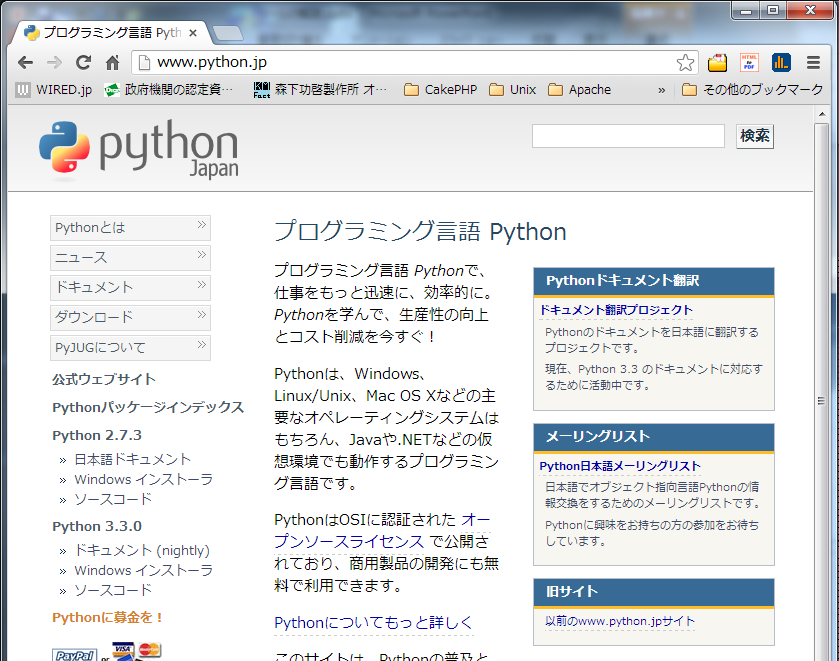 プログラミング言語 Pyth
www.python.jp
WIRED.jp
政府機関の認定資…
Fact
森下功啓製作所 オ…
CakePHP
Unix
Apache
»
その他のブックマーク
HTML to PDF
python
Japan
検索
Pythonとは
ニュース
ドキュメント
ダウンロード
PyJUGについて
公式ウェブサイト
Pythonパッケージインデックス
Python 2.7.3
» 日本語ドキュメント
» Windows インストーラ
» ソースコード
Python 3.3.0
» ドキュメント (nightly)
» Windows インストーラ
» ソースコード
Pythonに募金を！
PayPal or VISA
プログラミング言語 Python
プログラミング言語 Pythonで、
仕事をもっと迅速に、効率的に。
Pythonを学んで、生産性の向上
とコスト削減を今すぐ！
Pythonは、Windows、
Linux/Unix、Mac OS Xなどの主
要なオペレーティングシステムは
もちろん、Javaや.NETなどの仮
想環境でも動作するプログラミン
グ言語です。
PythonはOSIに認証された オー
プンソースライセンス で公開さ
れており、商用製品の開発にも無
料で利用できます。
Pythonについてもっと詳しく
このサイトは、Pythonの普及と
Pythonドキュメント翻訳
ドキュメント翻訳プロジェクト
Pythonのドキュメントを日本語に翻訳する
プロジェクトです。
現在、Python 3.3 のドキュメントに対応す
るために活動中です。
メーリングリスト
Python日本語メーリングリスト
日本語でオブジェクト指向言語Pythonの情
報交換をするためのメーリングリストです。
Pythonに興味をお持ちの方の参加をお待ち
しています。
旧サイト
以前のwww.python.jpサイト